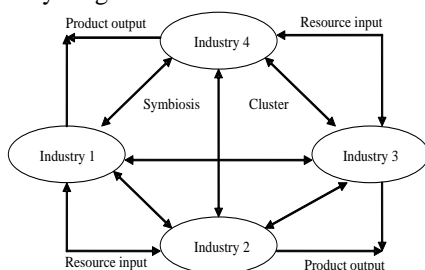 Product output
Resource input
Industry 4
Symbiosis
Cluster
Industry 1
Industry 3
Industry 2
Resource input
Product output